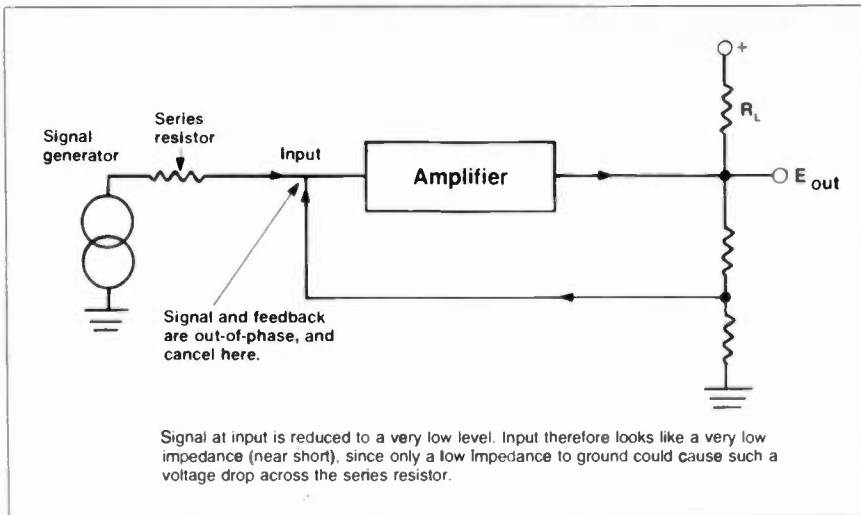 +
R_L
Series
resistor
Signal
generator
Input
Amplifier
E out
Signal and feedback
are out-of-phase, and
cancel here.
Signal at input is reduced to a very low level. Input therefore looks like a very low
impedance (near short), since only a low impedance to ground could cause such a
voltage drop across the series resistor.